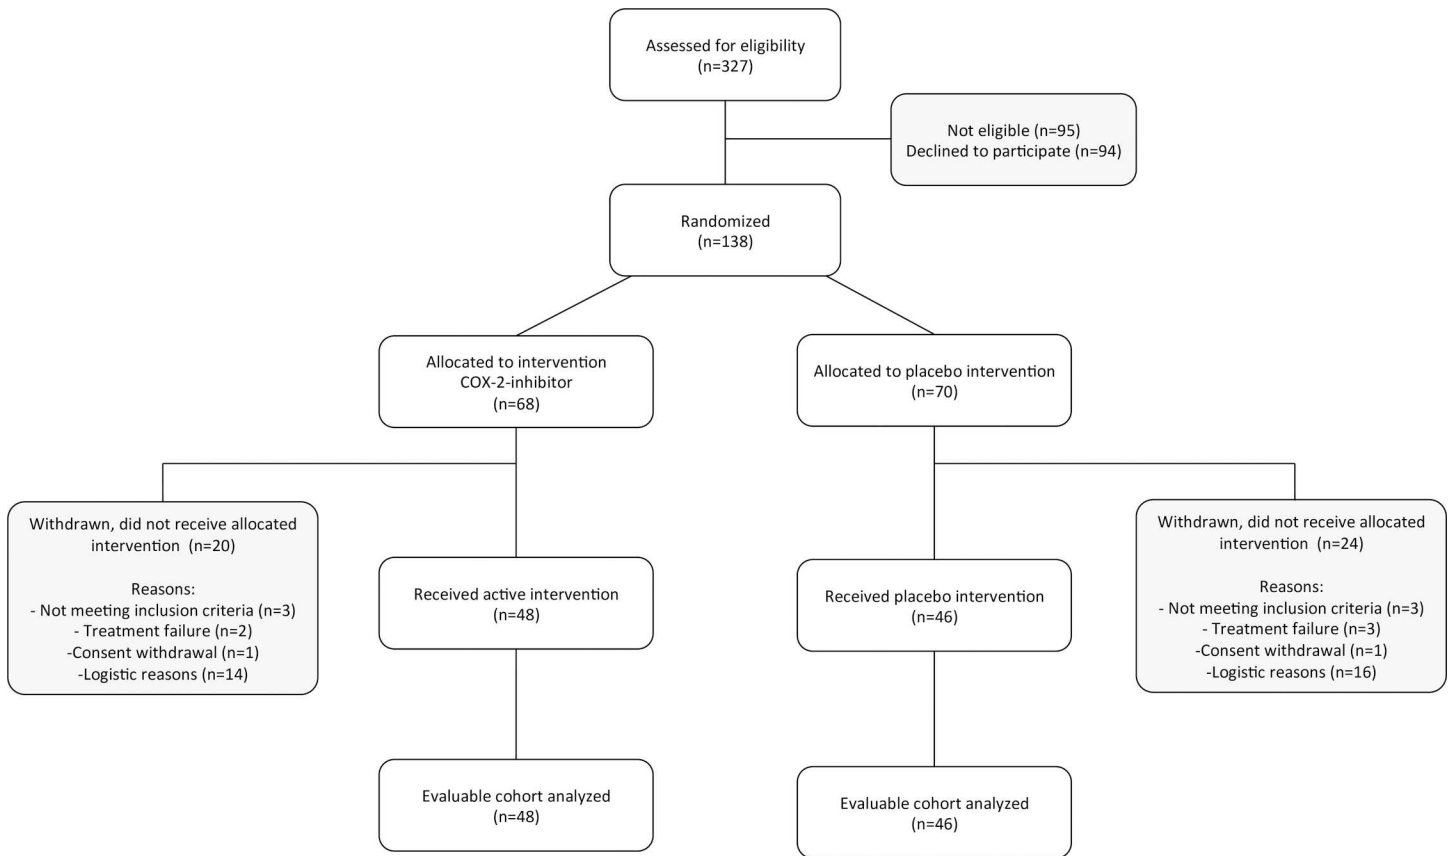 Assessed for eligibility
(n=327)
Not eligible (n=95)
Declined to participate (n=94)
Randomized
(n=138)
Allocated to intervention
COX-2-inhibitor
(n=68)
Allocated to placebo intervention
(n=70)
Withdrawn, did not receive allocated
intervention (n=20)
Reasons:
- Not meeting inclusion criteria (n=3)
- Treatment failure (n=2)
-Consent withdrawal (n=1)
-Logistic reasons (n=14)
Received active intervention
(n=48)
Received placebo intervention
(n=46)
Withdrawn, did not receive allocated
intervention (n=24)
Reasons:
- Not meeting inclusion criteria (n=3)
- Treatment failure (n=3)
-Consent withdrawal (n=1)
-Logistic reasons (n=16)
Evaluable cohort analyzed
(n=48)
Evaluable cohort analyzed
(n=46)